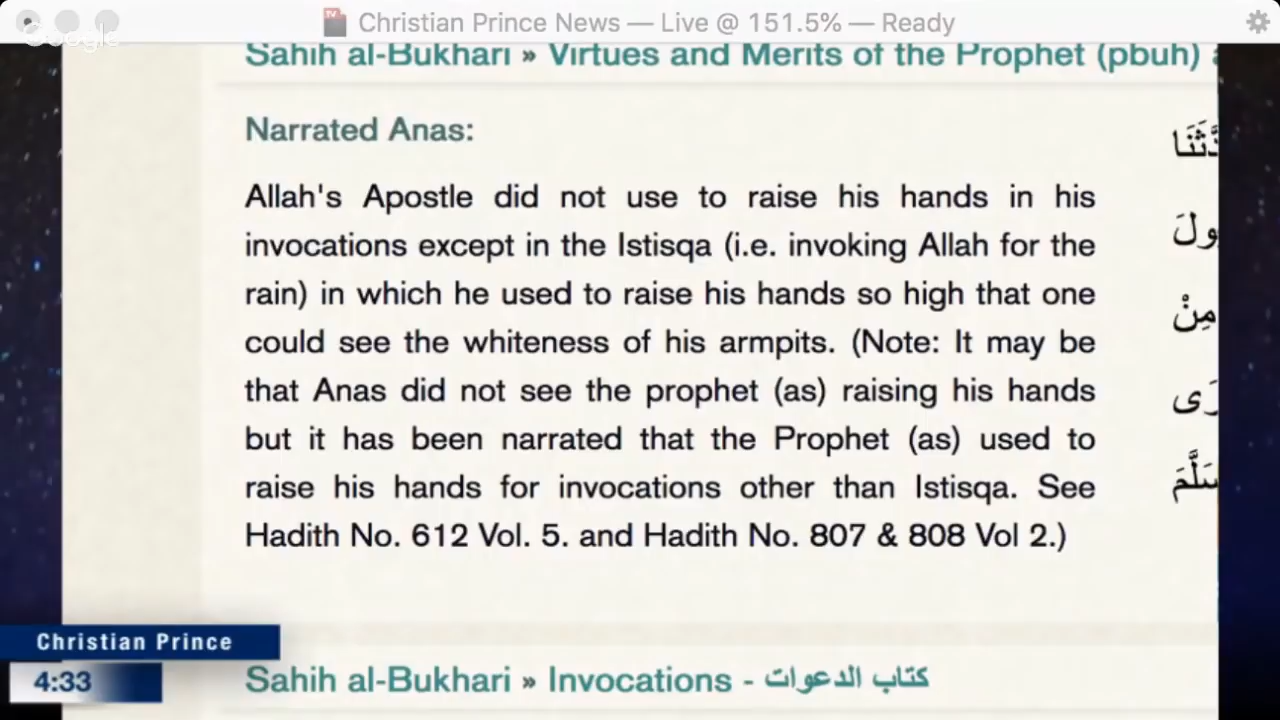 Christian Prince News — Live @ 151.5% — Ready
Google
Sahih al-Bukhari » Virtues and Merits of the Prophet (pbuh)
Narrated Anas:
Allah's Apostle did not use to raise his hands in his
invocations except in the Istisqa (i.e. invoking Allah for the
rain) in which he used to raise his hands so high that one
could see the whiteness of his armpits. (Note: It may be
that Anas did not see the prophet (as) raising his hands
but it has been narrated that the Prophet (as) used to
raise his hands for invocations other than Istisqa. See
Hadith No. 612 Vol. 5. and Hadith No. 807 & 808 Vol 2.)
مِنْ
Christian Prince
4:33
Sahih al-Bukhari » Invocations - كتاب الدعوات